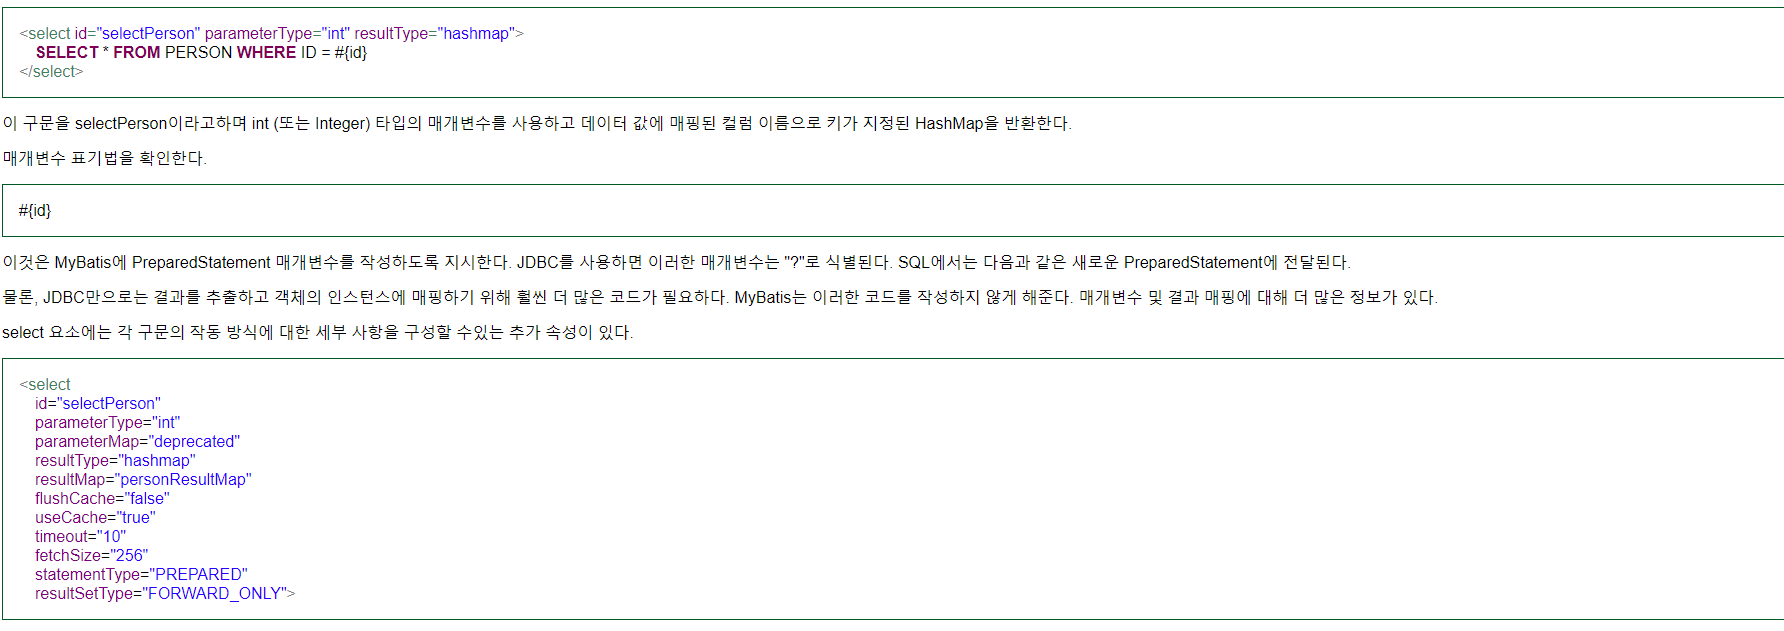 <select id="selectPerson" parameterType="int" resultType="hashmap">
SELECT * FROM PERSON WHERE ID = #{id}
</select>
이 구문을 selectPerson이라고하며 int (또는 Integer) 타입의 매개변수를 사용하고 데이터 값에 매핑된 컬럼 이름으로 키가 지정된 HashMap을 반환한다.
매개변수 표기법을 확인한다.
#{id}
이것은 MyBatis에 PreparedStatement 매개변수를 작성하도록 지시한다. JDBC를 사용하면 이러한 매개변수는 "?"로 식별된다. SQL에서는 다음과 같은 새로운 PreparedStatement에 전달된다.
물론, JDBC만으로는 결과를 추출하고 객체의 인스턴스에 매핑하기 위해 훨씬 더 많은 코드가 필요하다. MyBatis는 이러한 코드를 작성하지 않게 해준다. 매개변수 및 결과 매핑에 대해 더 많은 정보가 있다.
select 요소에는 각 구문의 작동 방식에 대한 세부 사항을 구성할 수있는 추가 속성이 있다.
<select
id="selectPerson"
parameterType="int"
parameterMap="deprecated"
resultType="hashmap"
resultMap="personResultMap"
flushCache="false"
useCache="true"
timeout="10"
fetchSize="256"
statementType="PREPARED"
resultSetType="FORWARD_ONLY">